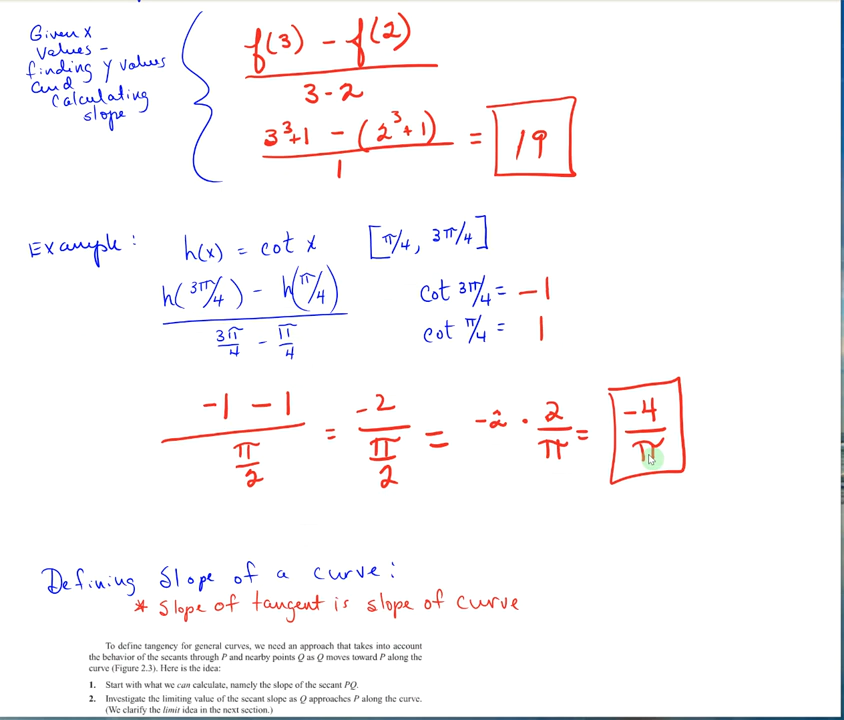 Given x
values -
finding y values
and
calculating
slope
f(3) - f(2)
3 - 2
3³+1 - (2³+1)
1
= 19
Example: h(x) = cot x [π/4, 3π/4]
h(3π/4) - h(π/4)
3π/4 - π/4
cot 3π/4 = -1
cot π/4 = 1
-1 - 1
π/2
= -2
π/2
= -2 · 2/π = -4/π
Defining Slope of a curve:
* Slope of tangent is slope of curve
To define tangency for general curves, we need an approach that takes into account
the behavior of the secants through P and nearby points Q as Q moves toward P along the
curve (Figure 2.3). Here is the idea:
1. Start with what we can calculate, namely the slope of the secant PQ.
2. Investigate the limiting value of the secant slope as Q approaches P along the curve.
(We clarify the limit idea in the next section.)